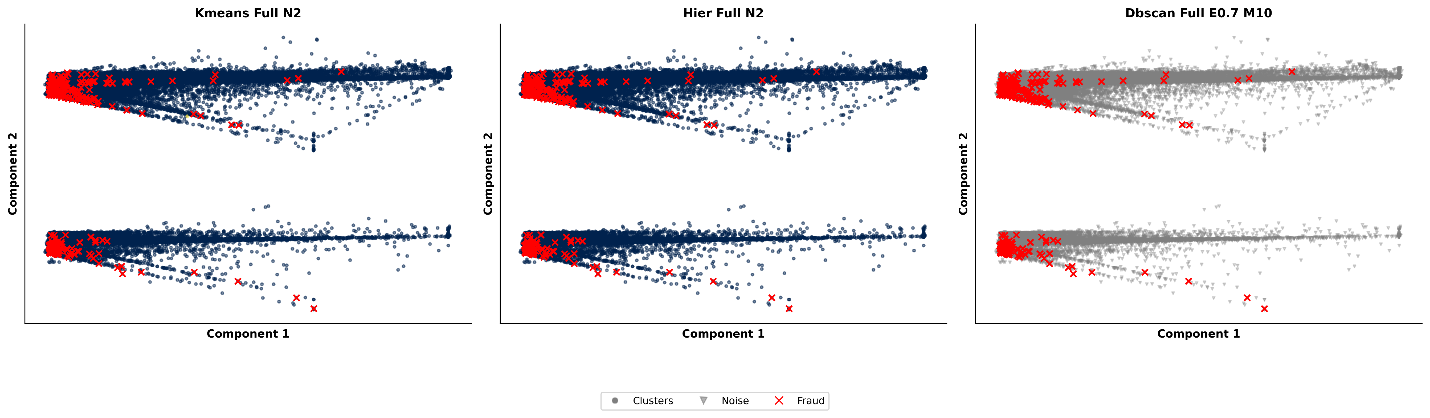 Kmeans Full N2
Hier Full N2
Dbscan Full E0.7 M10
Component 2
Component 2
Component 2
Component 1
Component 1
Component 1
Clusters Noise Fraud